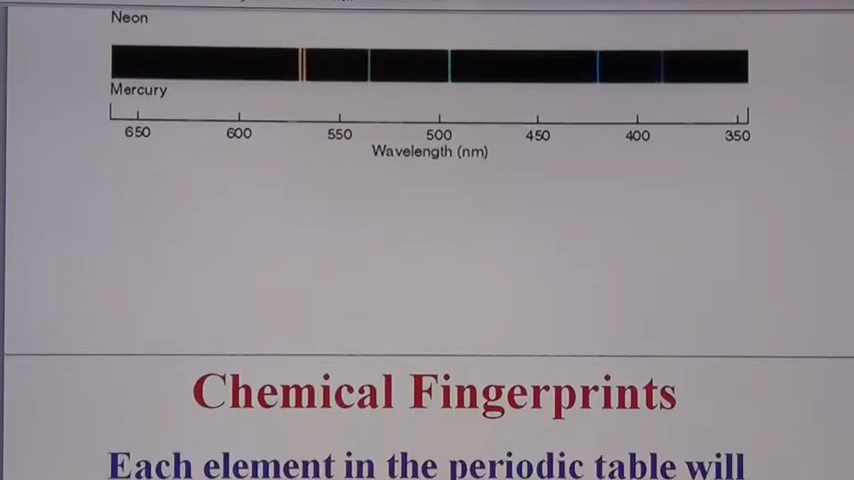 Neon
Mercury
650 600 550 500 450 400 350
Wavelength (nm)
Chemical Fingerprints
Each element in the periodic table will